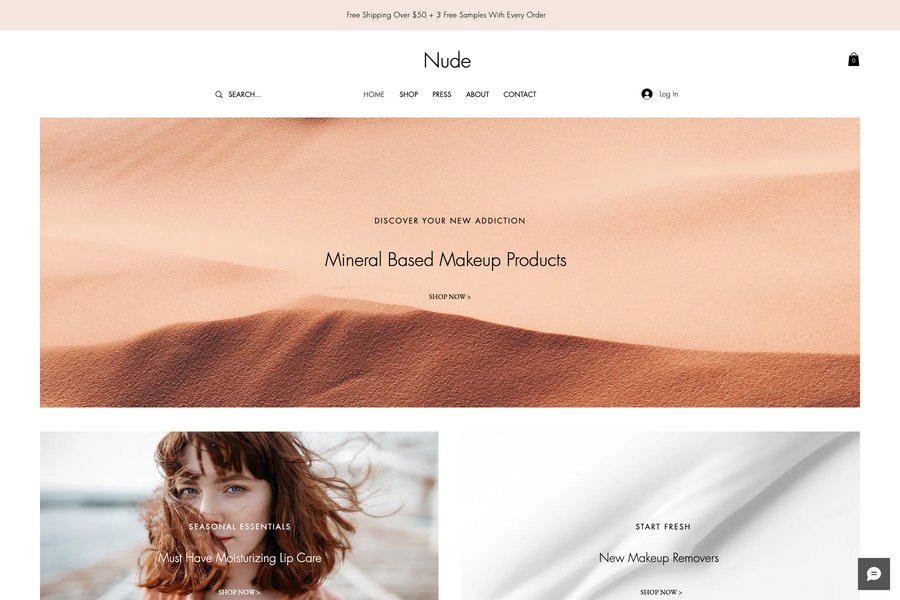 Free Shipping Over $50 + 3 Free Samples With Every Order
Nude
0
SEARCH...
HOME
SHOP
PRESS
ABOUT
CONTACT
Log In
DISCOVER YOUR NEW ADDICTION
Mineral Based Makeup Products
SHOP NOW >
SEASONAL ESSENTIALS
Must Have Moisturizing Lip Care
SHOP NOW >
START FRESH
New Makeup Removers
SHOP NOW >